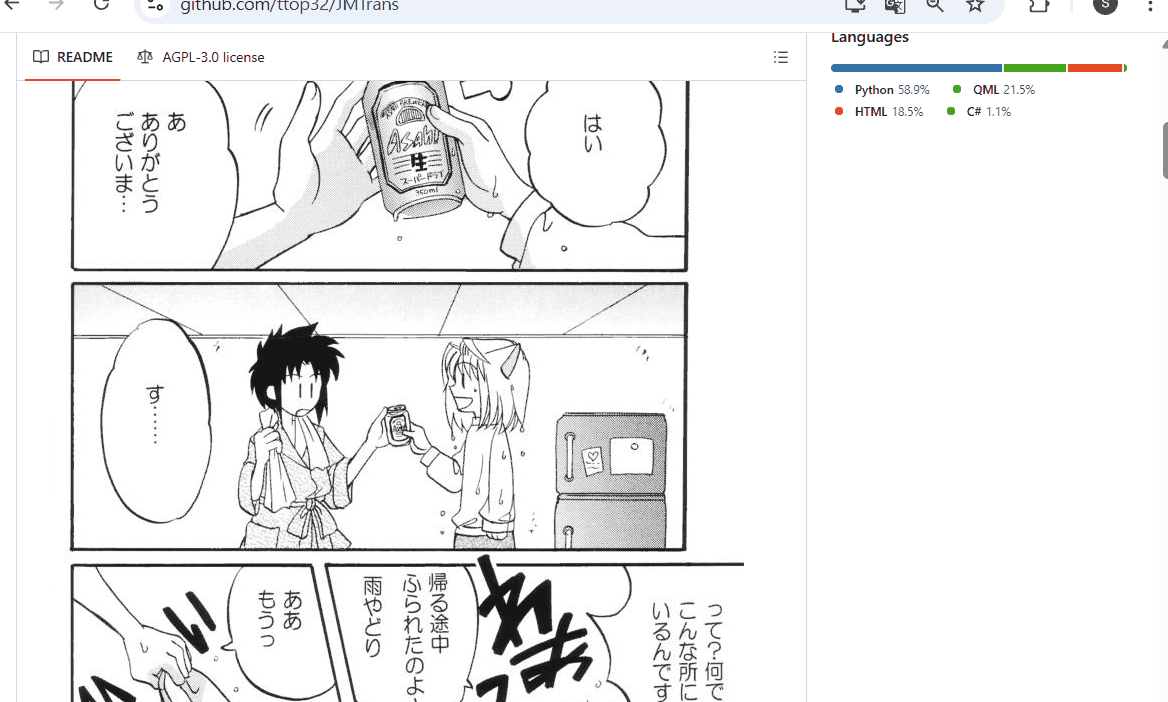 github.com/ttop32/JMTrans
README
AGPL-3.0 license
Languages
Python 58.9%
QML 21.5%
HTML 18.5%
C# 1.1%
S
はい
あ
ありがとう
ございま…
Asahi
生
スーパードライ
350ml
す……
って?何で
こんな所に
いるんです
帰る途中
ふられたのよ
雨やどり
ああ
もうっ